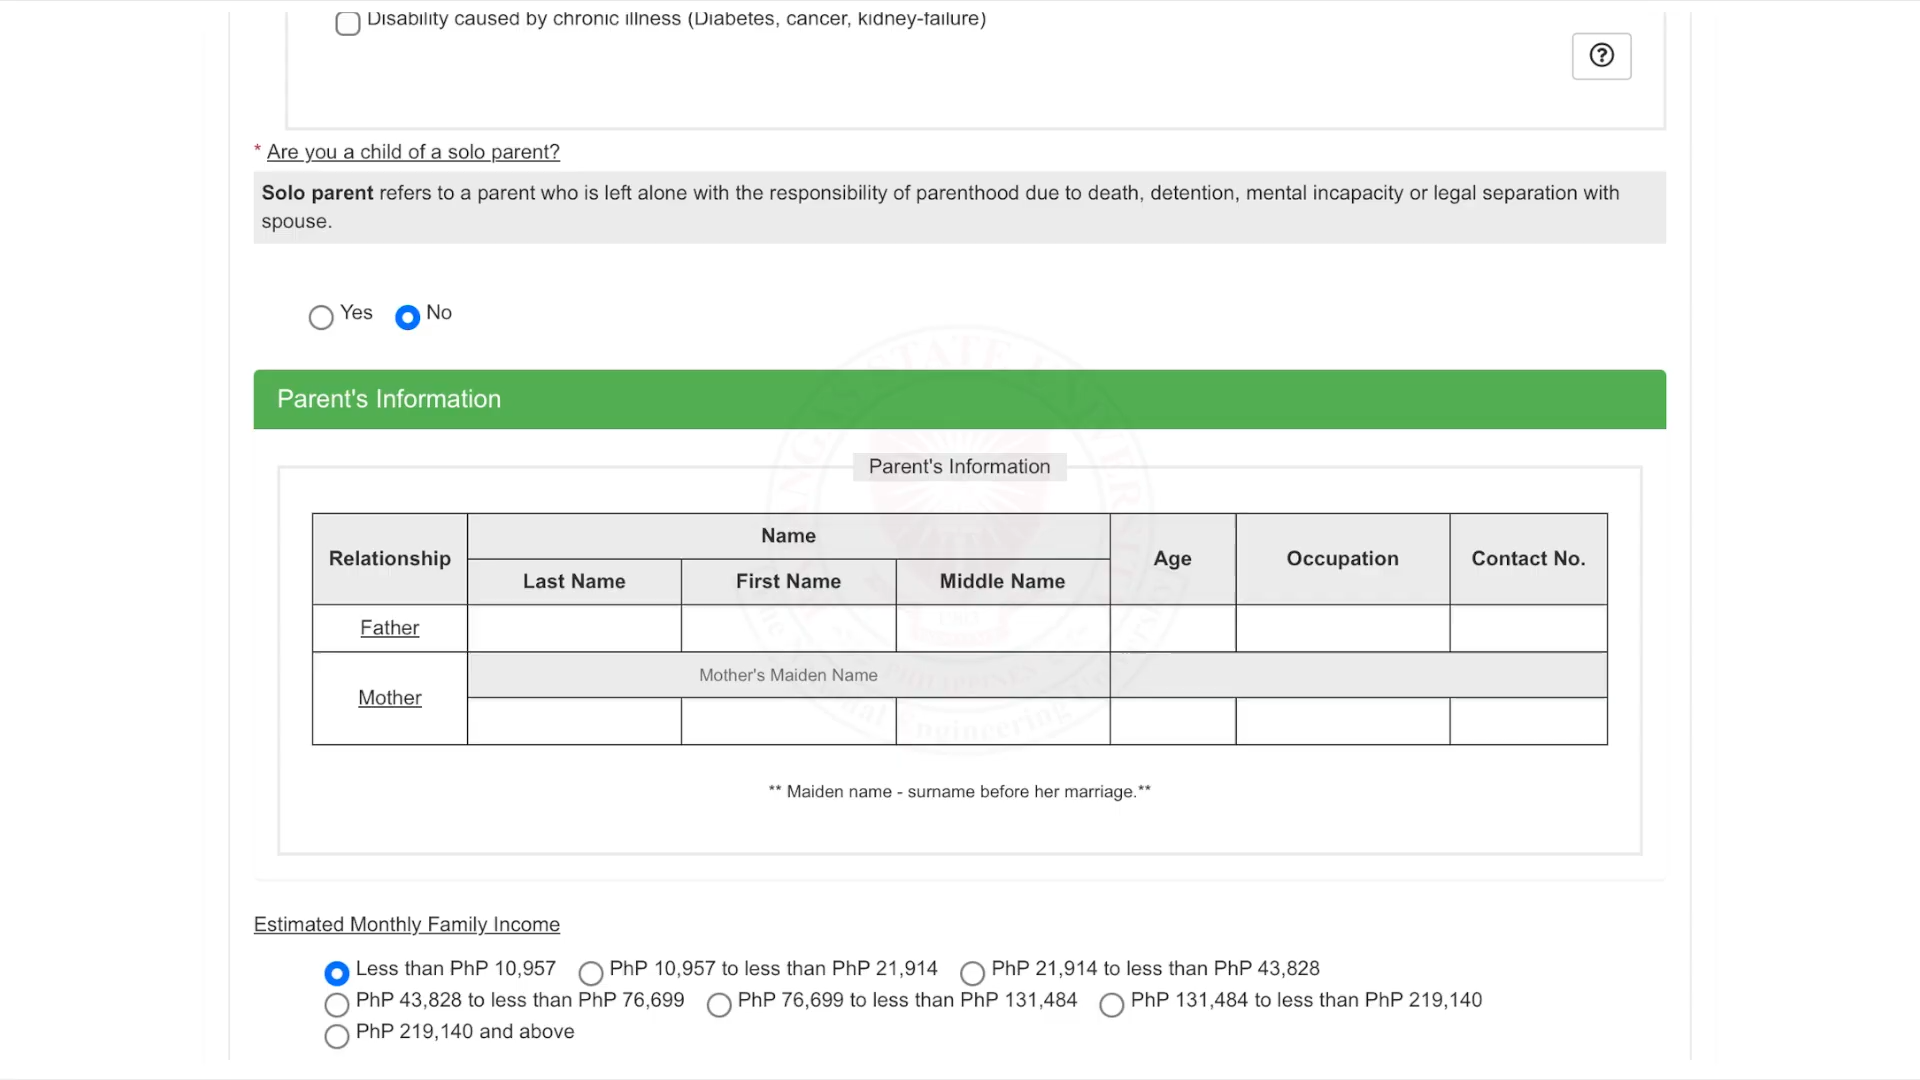 Disability caused by chronic illness (Diabetes, cancer, kidney-failure)
* Are you a child of a solo parent?
Solo parent refers to a parent who is left alone with the responsibility of parenthood due to death, detention, mental incapacity or legal separation with
spouse.
Yes No
Parent's Information
Parent's Information
Relationship Name Age Occupation Contact No.
Last Name First Name Middle Name
Father
Mother's Maiden Name
Mother
** Maiden name - surname before her marriage.**
Estimated Monthly Family Income
Less than PhP 10,957 PhP 10,957 to less than PhP 21,914 PhP 21,914 to less than PhP 43,828
PhP 43,828 to less than PhP 76,699 PhP 76,699 to less than PhP 131,484 PhP 131,484 to less than PhP 219,140
PhP 219,140 and above